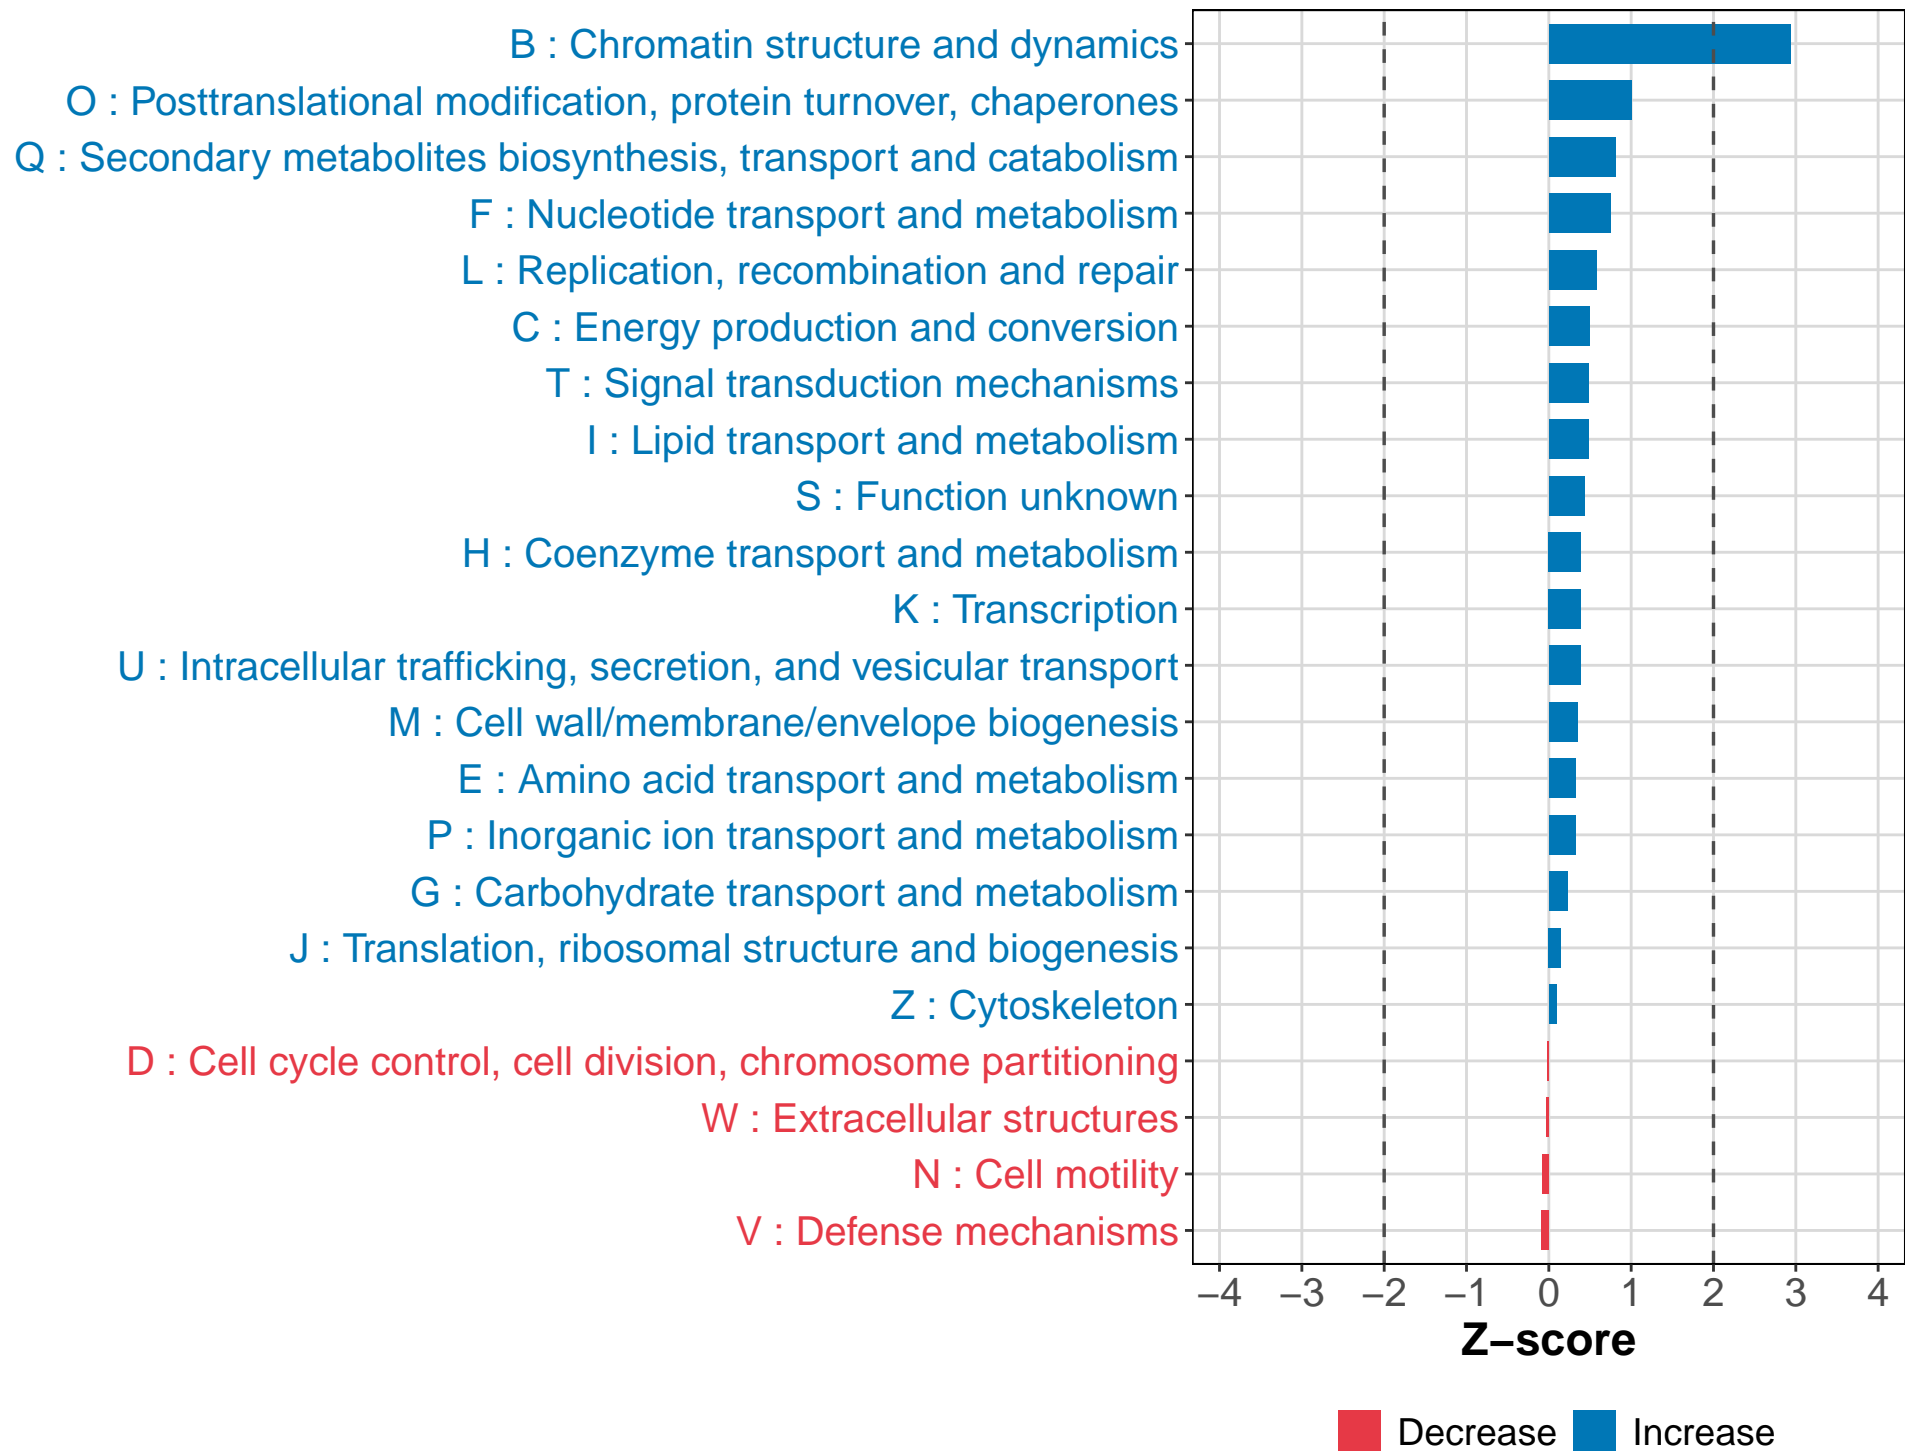 B : Chromatin structure and dynamics
O : Posttranslational modification, protein turnover, chaperones
Q : Secondary metabolites biosynthesis, transport and catabolism
F : Nucleotide transport and metabolism
L : Replication, recombination and repair
C : Energy production and conversion
T : Signal transduction mechanisms
I : Lipid transport and metabolism
S : Function unknown
H : Coenzyme transport and metabolism
K : Transcription
U : Intracellular trafficking, secretion, and vesicular transport
M : Cell wall/membrane/envelope biogenesis
E : Amino acid transport and metabolism
P : Inorganic ion transport and metabolism
G : Carbohydrate transport and metabolism
J : Translation, ribosomal structure and biogenesis
Z : Cytoskeleton
D : Cell cycle control, cell division, chromosome partitioning
W : Extracellular structures
N : Cell motility
V : Defense mechanisms
−4 −3 −2 −1 0 1 2 3 4
Z−score
Decrease Increase